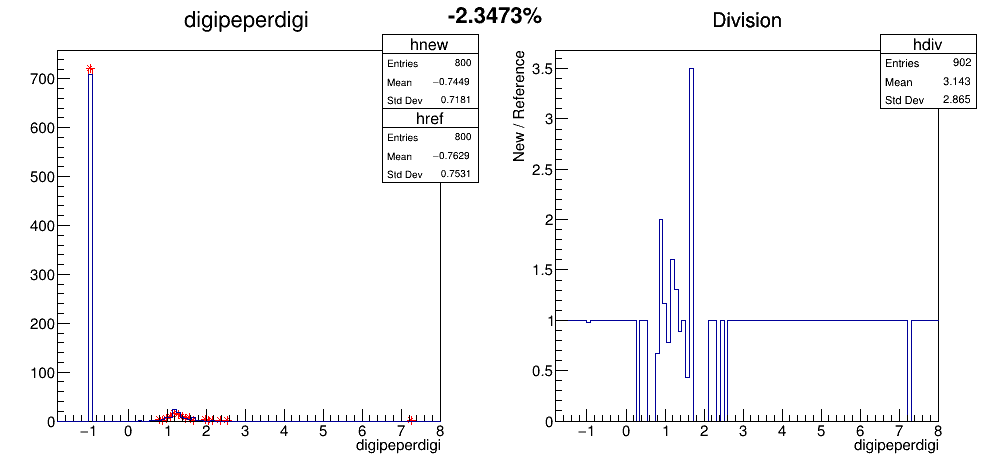 -2.3473%
digipeperdigi
hnew
Entries 800
Mean −0.7449
Std Dev 0.7181
href
Entries 800
Mean −0.7629
Std Dev 0.7531
700
600
500
400
300
200
100
0
−1 0 1 2 3 4 5 6 7 8
digipeperdigi
Division
hdiv
Entries 902
Mean 3.143
Std Dev 2.865
New / Reference
3.5
3
2.5
2
1.5
1
0.5
0
−1 0 1 2 3 4 5 6 7 8
digipeperdigi